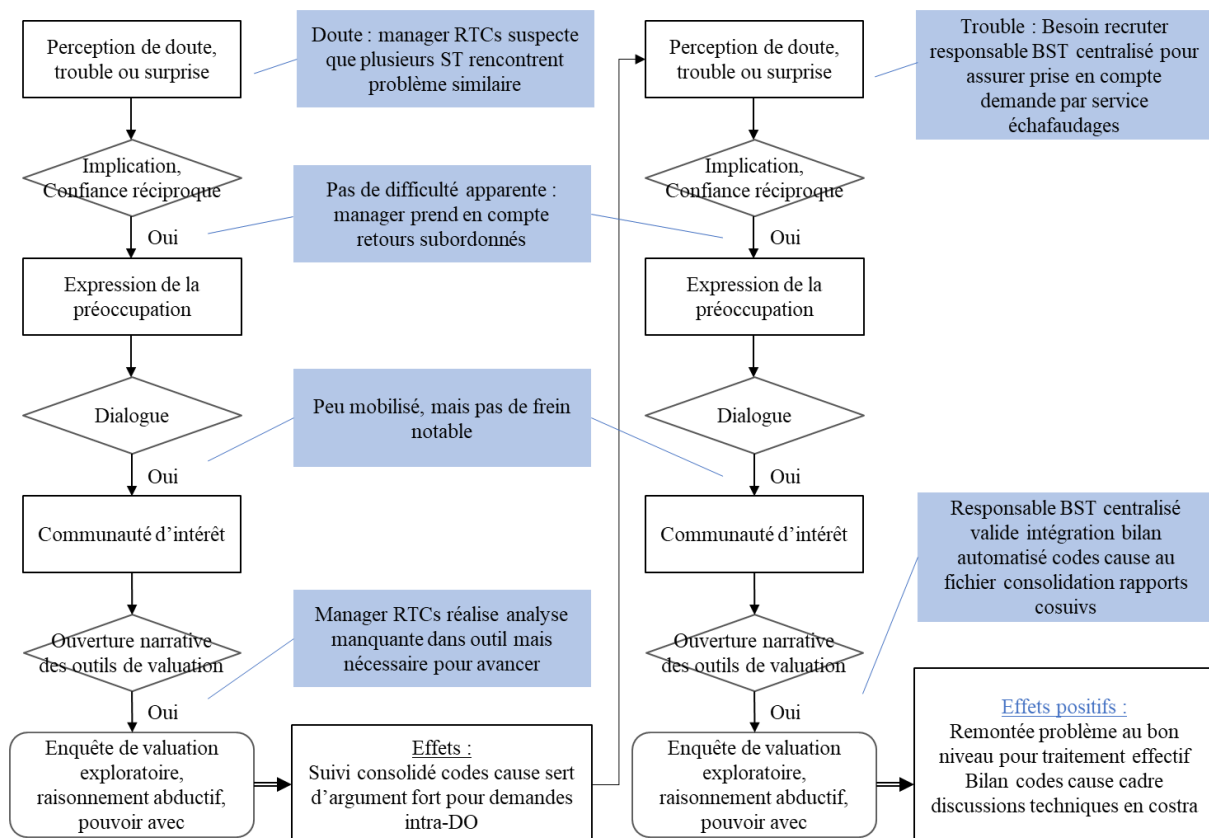 Perception de doute,
trouble ou surprise
Doute : manager RTCs suspecte
que plusieurs ST rencontrent
problème similaire
Implication,
Confiance réciproque
Oui
Pas de difficulté apparente :
manager prend en compte
retours subordonnés
Expression de la
préoccupation
Dialogue
Oui
Peu mobilisé, mais pas de frein
notable
Communauté d’intérêt
Ouverture narrative
des outils de valuation
Oui
Manager RTCs réalise analyse
manquante dans outil mais
nécessaire pour avancer
Enquête de valuation
exploratoire,
raisonnement abductif,
pouvoir avec
Effets :
Suivi consolidé codes cause sert
d’argument fort pour demandes
intra-DO
Perception de doute,
trouble ou surprise
Trouble : Besoin recruter
responsable BST centralisé pour
assurer prise en compte
demande par service
échafaudages
Implication,
Confiance réciproque
Oui
Expression de la
préoccupation
Dialogue
Oui
Communauté d’intérêt
Responsable BST centralisé
valide intégration bilan
automatisé codes cause au
fichier consolidation rapports
cosuivs
Ouverture narrative
des outils de valuation
Oui
Enquête de valuation
exploratoire,
raisonnement abductif,
pouvoir avec
Effets positifs :
Remontée problème au bon
niveau pour traitement effectif
Bilan codes cause cadre
discussions techniques en costra